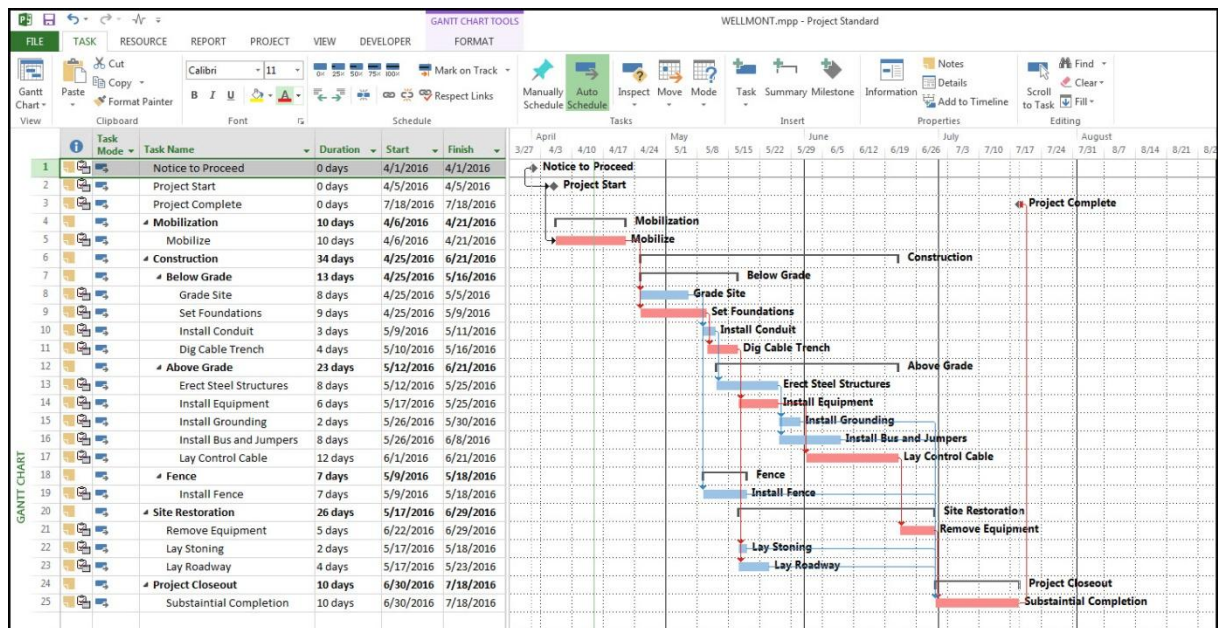 GANTT CHART TOOLS
WELLMONT.mpp - Project Standard
FILE TASK RESOURCE REPORT PROJECT VIEW DEVELOPER FORMAT
Gantt Chart
View
Paste
Cut
Copy
Format Painter
Clipboard
Calibri 11
B I U A
Font
0× 25× 50× 75× 100×
Mark on Track
Respect Links
Schedule
Manually Schedule
Auto Schedule
Inspect Move Mode
Tasks
Task Summary Milestone
Insert
Information
Notes
Details
Add to Timeline
Properties
Scroll to Task
Find
Clear
Fill
Editing
Task Mode Task Name Duration Start Finish
April May June July August
3/27 4/3 4/10 4/17 4/24 5/1 5/8 5/15 5/22 5/29 6/5 6/12 6/19 6/26 7/3 7/10 7/17 7/24 7/31 8/7 8/14 8/21 8/2
1 Notice to Proceed 0 days 4/1/2016 4/1/2016 Notice to Proceed
2 Project Start 0 days 4/5/2016 4/5/2016 Project Start
3 Project Complete 0 days 7/18/2016 7/18/2016 Project Complete
4 Mobilization 10 days 4/6/2016 4/21/2016 Mobilization
5 Mobilize 10 days 4/6/2016 4/21/2016 Mobilize
6 Construction 34 days 4/25/2016 6/21/2016 Construction
7 Below Grade 13 days 4/25/2016 5/16/2016 Below Grade
8 Grade Site 8 days 4/25/2016 5/5/2016 Grade Site
9 Set Foundations 9 days 4/25/2016 5/9/2016 Set Foundations
10 Install Conduit 3 days 5/9/2016 5/11/2016 Install Conduit
11 Dig Cable Trench 4 days 5/10/2016 5/16/2016 Dig Cable Trench
12 Above Grade 23 days 5/12/2016 6/21/2016 Above Grade
13 Erect Steel Structures 8 days 5/12/2016 5/25/2016 Erect Steel Structures
14 Install Equipment 6 days 5/17/2016 5/25/2016 Install Equipment
15 Install Grounding 2 days 5/26/2016 5/30/2016 Install Grounding
16 Install Bus and Jumpers 8 days 5/26/2016 6/8/2016 Install Bus and Jumpers
17 Lay Control Cable 12 days 6/1/2016 6/21/2016 Lay Control Cable
18 Fence 7 days 5/9/2016 5/18/2016 Fence
19 Install Fence 7 days 5/9/2016 5/18/2016 Install Fence
20 Site Restoration 26 days 5/17/2016 6/29/2016 Site Restoration
21 Remove Equipment 5 days 6/22/2016 6/29/2016 Remove Equipment
22 Lay Stoning 2 days 5/17/2016 5/18/2016 Lay Stoning
23 Lay Roadway 4 days 5/17/2016 5/23/2016 Lay Roadway
24 Project Closeout 10 days 6/30/2016 7/18/2016 Project Closeout
25 Substaintial Completion 10 days 6/30/2016 7/18/2016 Substaintial Completion
GANTT CHART